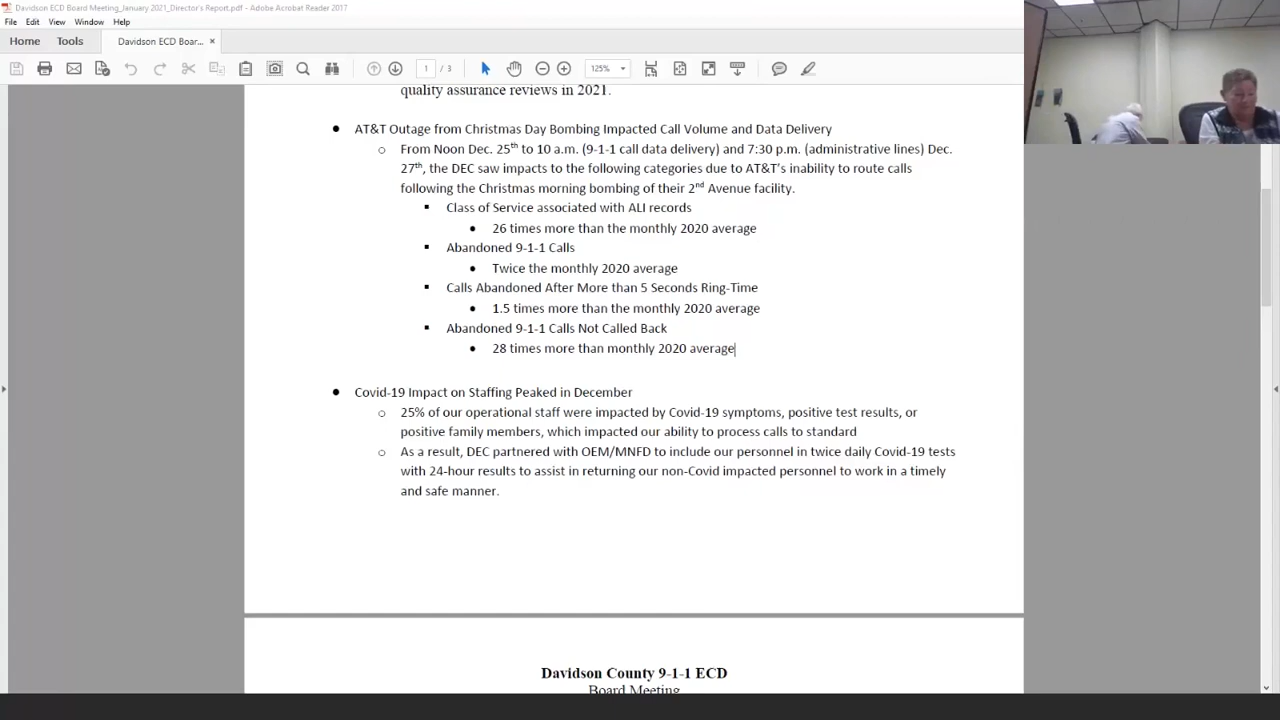 Davidson ECD Board Meeting_January 2021_Director's Report.pdf - Adobe Acrobat Reader 2017
File Edit View Window Help
Home Tools Davidson ECD Boar... ×
1 / 3 125%
quality assurance reviews in 2021.
● AT&T Outage from Christmas Day Bombing Impacted Call Volume and Data Delivery
○ From Noon Dec. 25th to 10 a.m. (9-1-1 call data delivery) and 7:30 p.m. (administrative lines) Dec.
27th, the DEC saw impacts to the following categories due to AT&T's inability to route calls
following the Christmas morning bombing of their 2nd Avenue facility.
▪ Class of Service associated with ALI records
● 26 times more than the monthly 2020 average
▪ Abandoned 9-1-1 Calls
● Twice the monthly 2020 average
▪ Calls Abandoned After More than 5 Seconds Ring-Time
● 1.5 times more than the monthly 2020 average
▪ Abandoned 9-1-1 Calls Not Called Back
● 28 times more than monthly 2020 average
● Covid-19 Impact on Staffing Peaked in December
○ 25% of our operational staff were impacted by Covid-19 symptoms, positive test results, or
positive family members, which impacted our ability to process calls to standard
○ As a result, DEC partnered with OEM/MNFD to include our personnel in twice daily Covid-19 tests
with 24-hour results to assist in returning our non-Covid impacted personnel to work in a timely
and safe manner.
Davidson County 9-1-1 ECD
Board Meeting